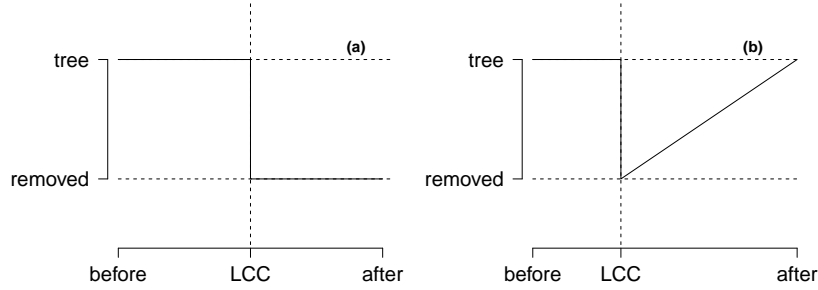 (a)
tree
removed
before LCC after
(b)
tree
removed
before LCC after